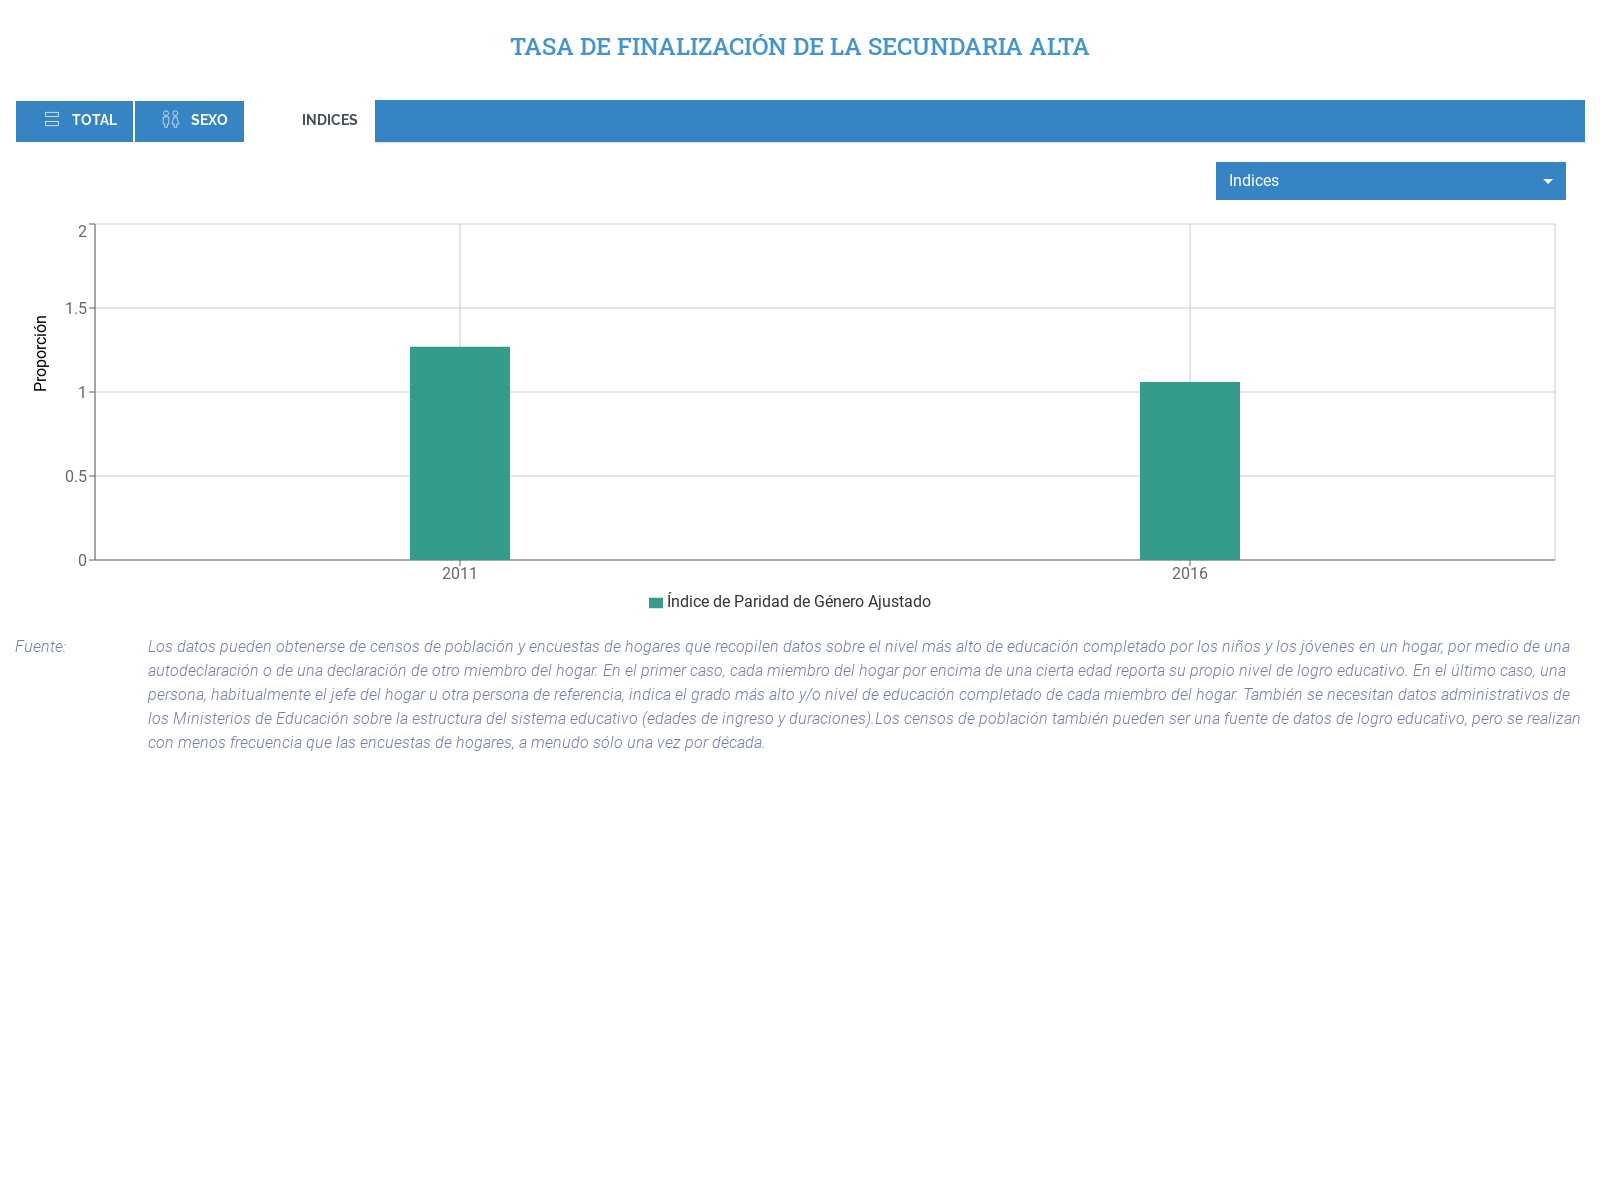 TASA DE FINALIZACIÓN DE LA SECUNDARIA ALTA
TOTAL
SEXO
INDICES
Indices
2
1.5
1
0.5
0
Proporción
2011
2016
Índice de Paridad de Género Ajustado
Fuente:
Los datos pueden obtenerse de censos de población y encuestas de hogares que recopilen datos sobre el nivel más alto de educación completado por los niños y los jóvenes en un hogar, por medio de una
autodeclaración o de una declaración de otro miembro del hogar. En el primer caso, cada miembro del hogar por encima de una cierta edad reporta su propio nivel de logro educativo. En el último caso, una
persona, habitualmente el jefe del hogar u otra persona de referencia, indica el grado más alto y/o nivel de educación completado de cada miembro del hogar. También se necesitan datos administrativos de
los Ministerios de Educación sobre la estructura del sistema educativo (edades de ingreso y duraciones).Los censos de población también pueden ser una fuente de datos de logro educativo, pero se realizan
con menos frecuencia que las encuestas de hogares, a menudo sólo una vez por década.